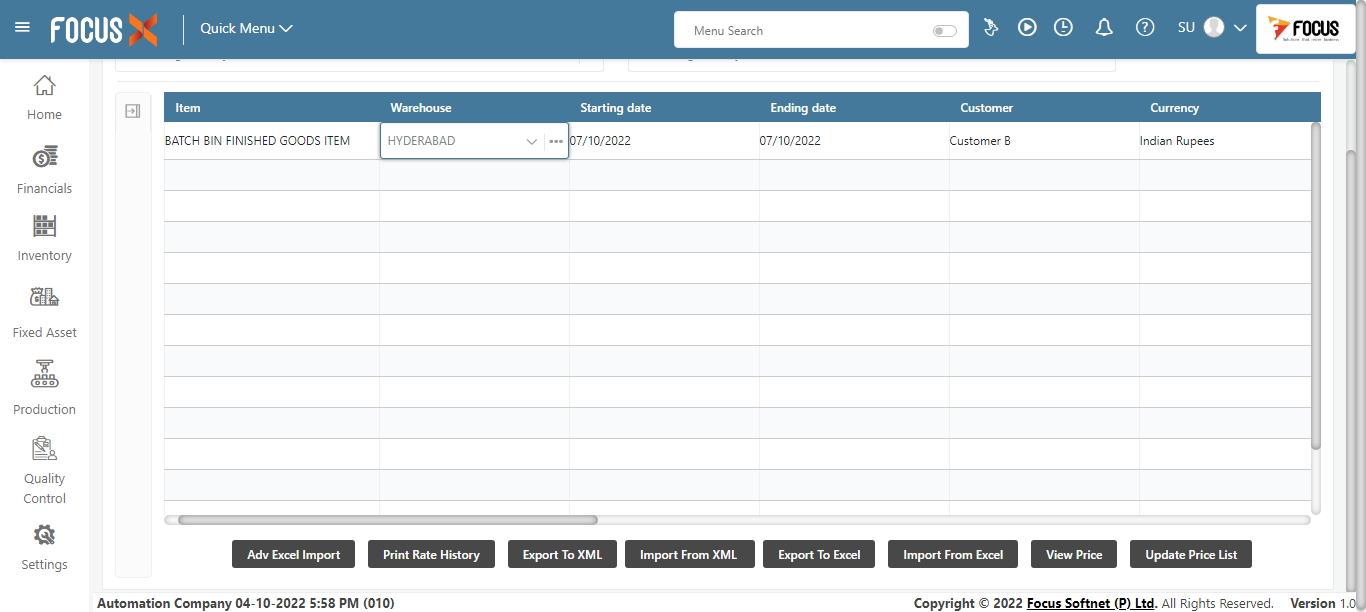 FOCUS X
Quick Menu
Menu Search
SU
FOCUS
Home
Financials
Inventory
Fixed Asset
Production
Quality
Control
Settings
Item Warehouse Starting date Ending date Customer Currency
BATCH BIN FINISHED GOODS ITEM HYDERABAD 07/10/2022 07/10/2022 Customer B Indian Rupees
Adv Excel Import Print Rate History Export To XML Import From XML Export To Excel Import From Excel View Price Update Price List
Automation Company 04-10-2022 5:58 PM (010) Copyright © 2022 Focus Softnet (P) Ltd. All Rights Reserved. Version 1.0